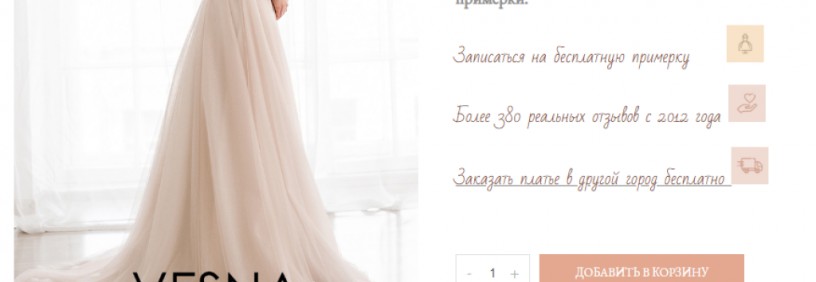 примерки.
Записаться на бесплатную примерку
Более 380 реальных отзывов с 2012 года
Заказать платье в другой город бесплатно
- 1 +
ДОБАВИТЬ В КОРЗИНУ
VESNA